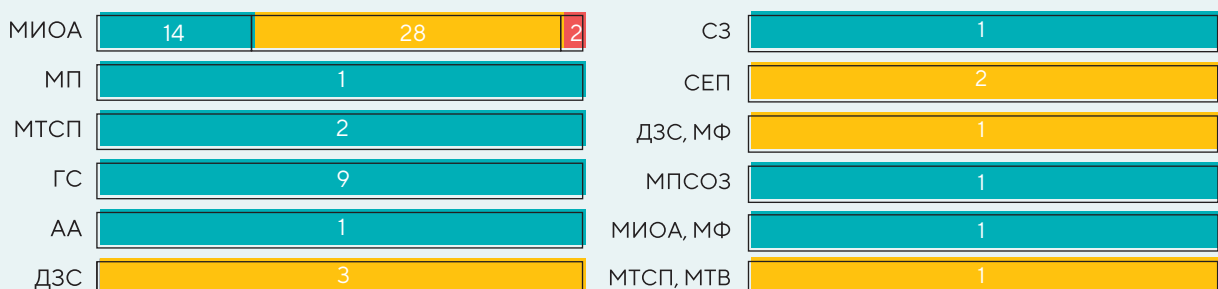 МИОА 14 28 2
МП 1
МТСП 2
ГС 9
АА 1
ДЗС 3
СЗ 1
СЕП 2
ДЗС, МФ 1
МПСОЗ 1
МИОА, МФ 1
МТСП, МТВ 1